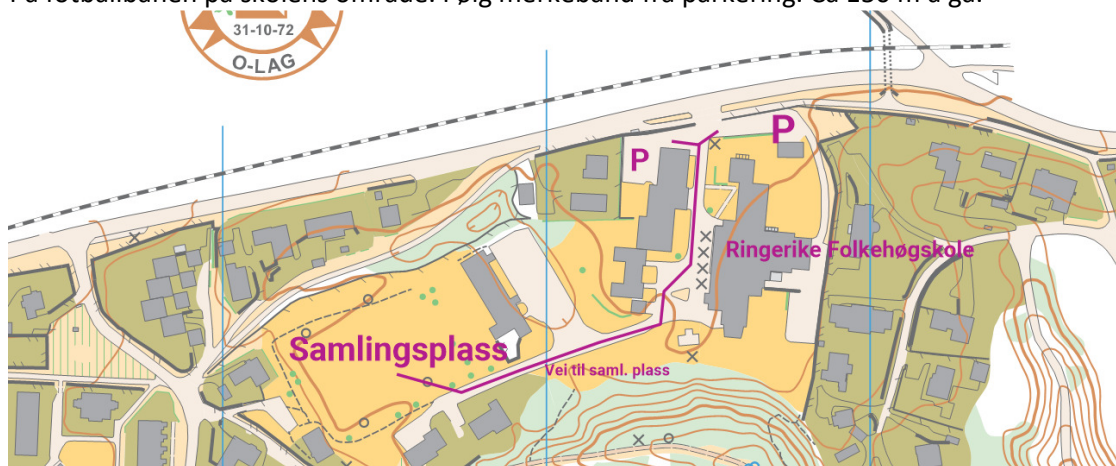 På fotballbanen på skolens område. Følg merkebånd fra parkering. Ca m å gå.
31-10-72
O-LAG
P
P
Ringerike Folkehøgskole
Samlingsplass
Vei til saml. plass